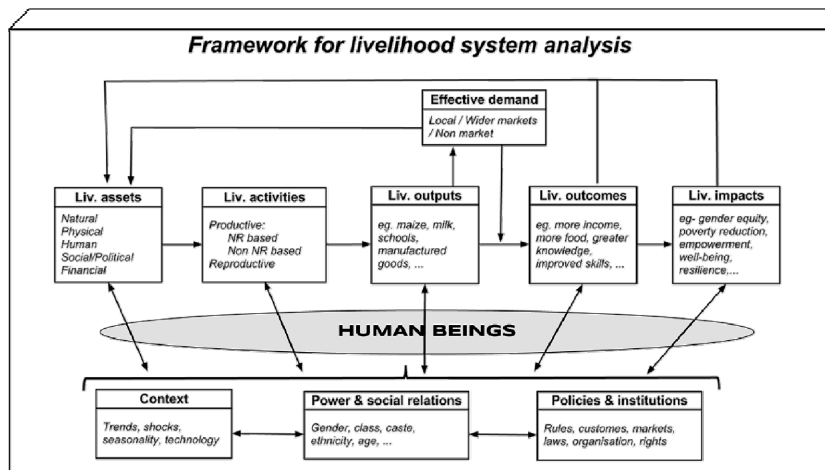 Framework for livelihood system analysis
Effective demand
Local / Wider markets
/ Non market
Liv. assets
Natural
Physical
Human
Social/Political
Financial
Liv. activities
Productive:
NR based
Non NR based
Reproductive
Liv. outputs
eg. maize, milk,
schools,
manufactured
goods, ...
Liv. outcomes
eg. more income,
more food, greater
knowledge,
improved skills, ...
Liv. impacts
eg- gender equity,
poverty reduction,
empowerment,
well-being,
resilience,...
HUMAN BEINGS
Context
Trends, shocks,
seasonality, technology
Power & social relations
Gender, class, caste,
ethnicity, age, ...
Policies & institutions
Rules, customes, markets,
laws, organisation, rights